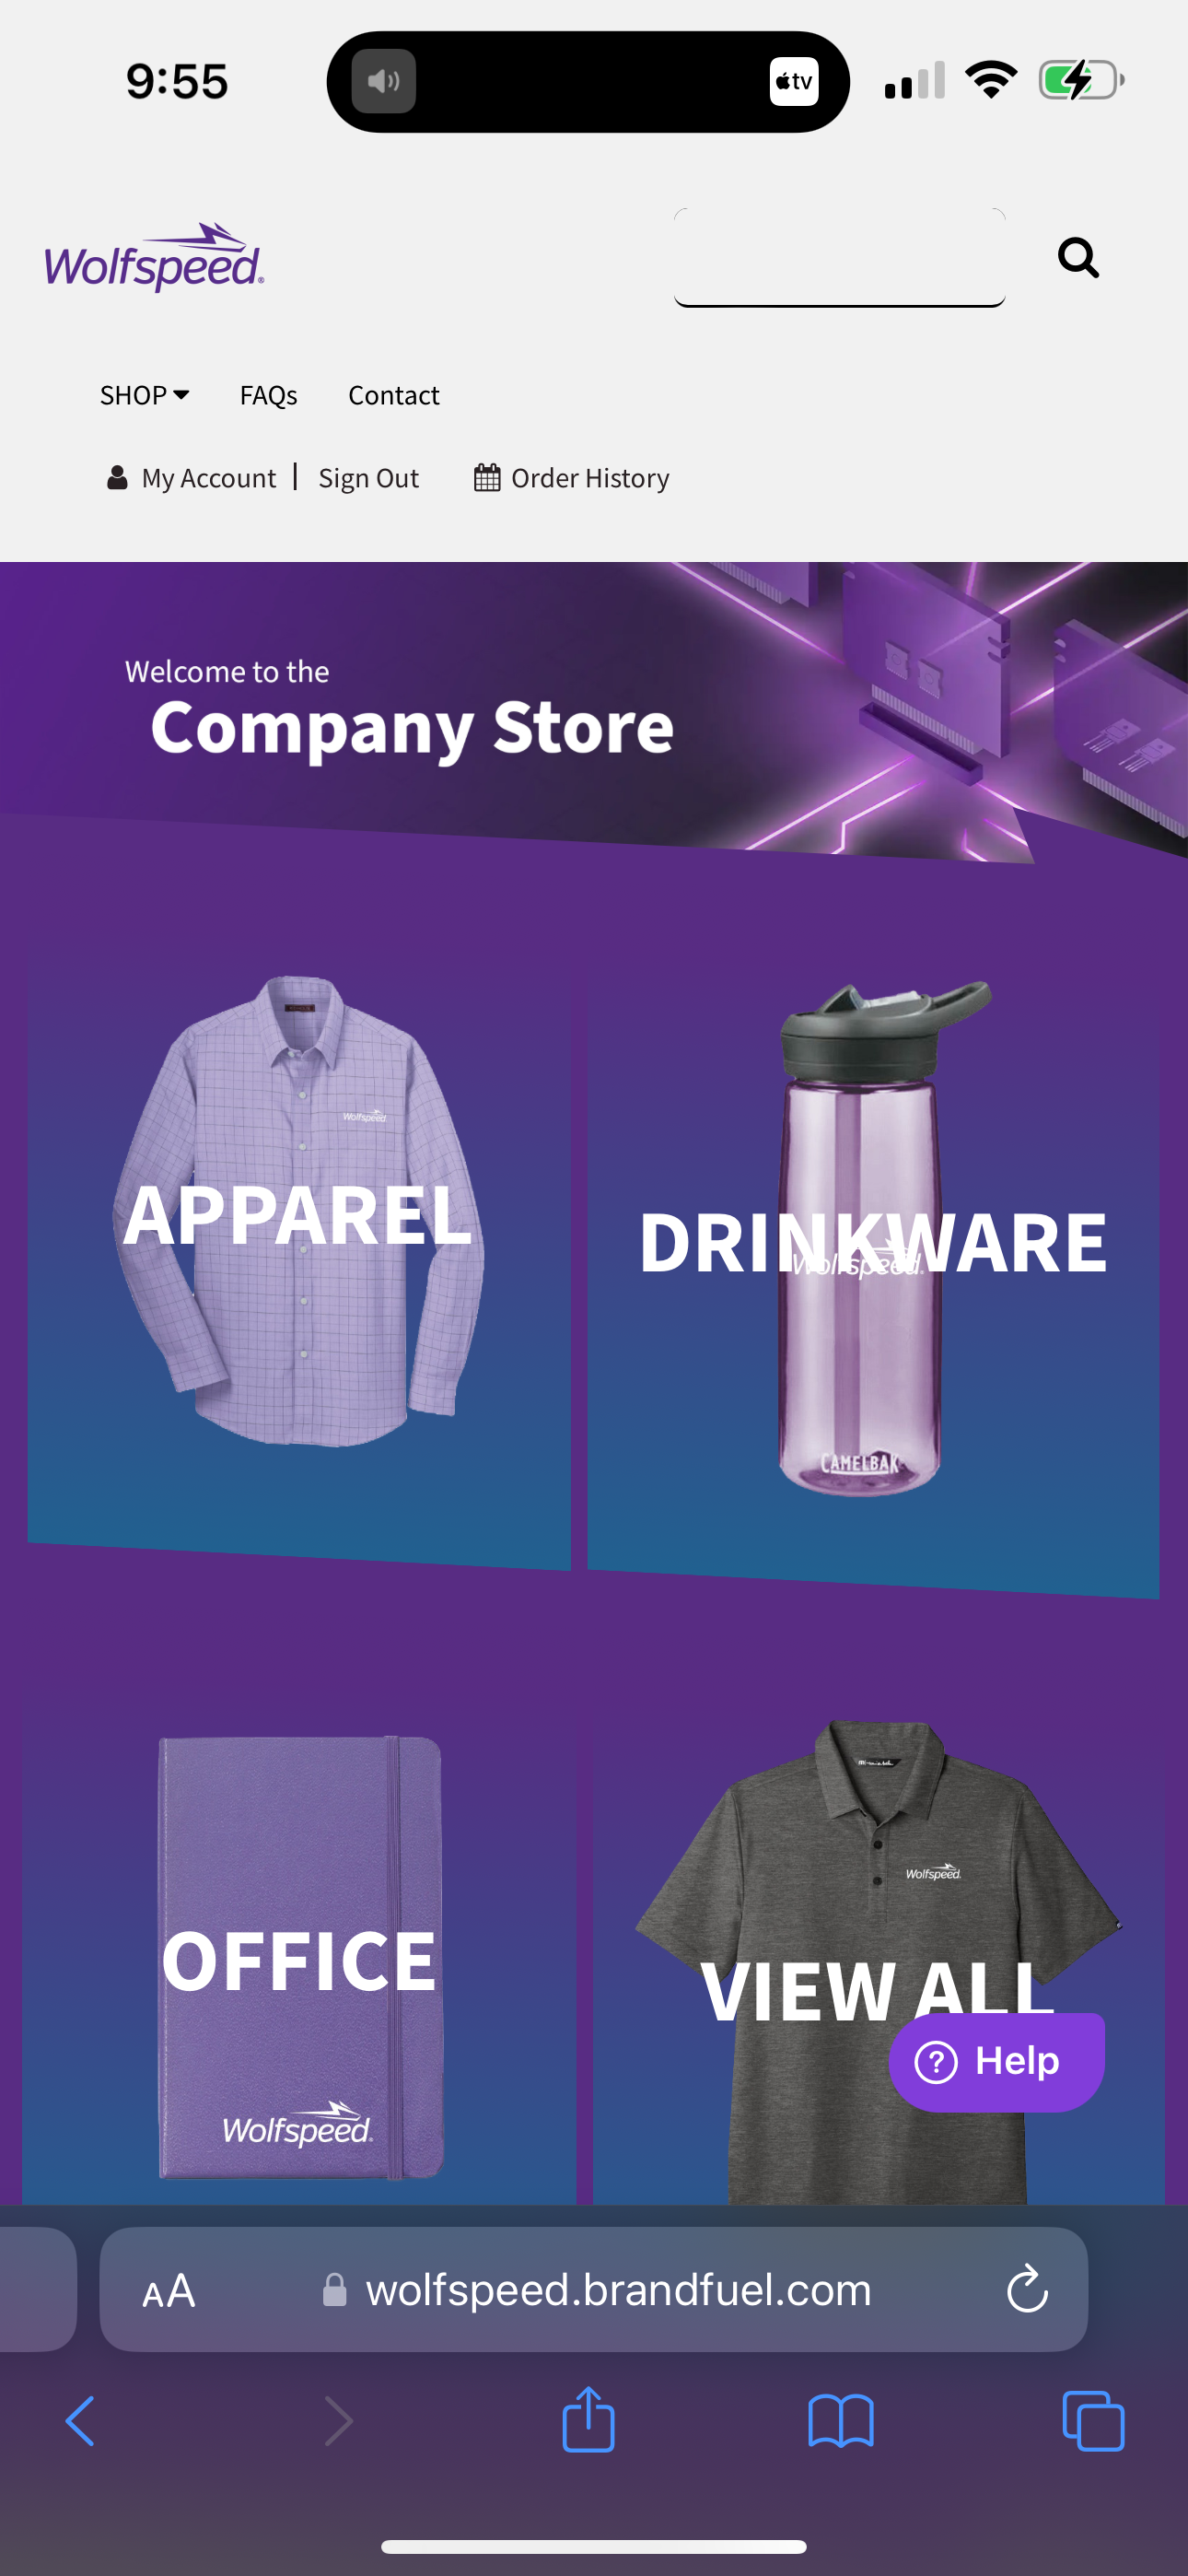 9:55
tv
Wolfspeed®
SHOP
FAQs
Contact
My Account
Sign Out
Order History
Welcome to the
Company Store
Wolfspeed
APPAREL
DRINKWARE
Wolfspeed.
CAMELBAK
Wolfspeed.
OFFICE
VIEW ALL
? Help
Wolfspeed.
AA
wolfspeed.brandfuel.com